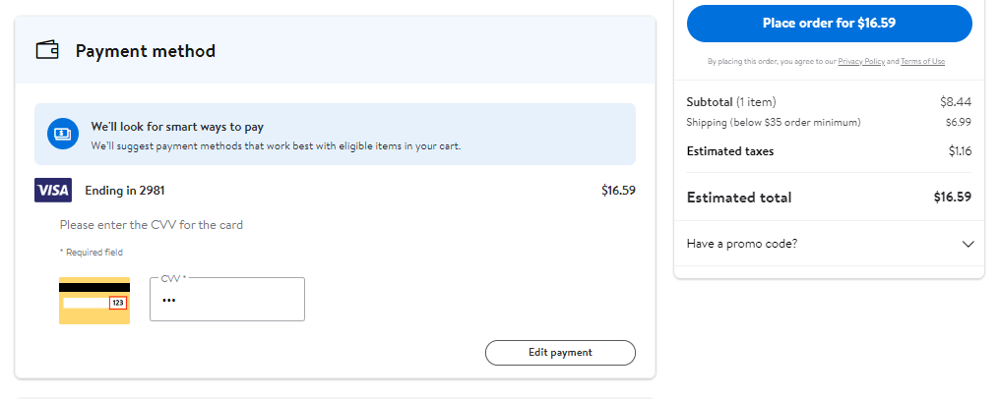 Payment method
We'll look for smart ways to pay
We'll suggest payment methods that work best with eligible items in your cart.
VISA Ending in 2981 $16.59
Please enter the CVV for the card
* Required field
123
CVV *
•••
Edit payment
Place order for $16.59
By placing this order, you agree to our Privacy Policy and Terms of Use
Subtotal (1 item) $8.44
Shipping (below $35 order minimum) $6.99
Estimated taxes $1.16
Estimated total $16.59
Have a promo code?